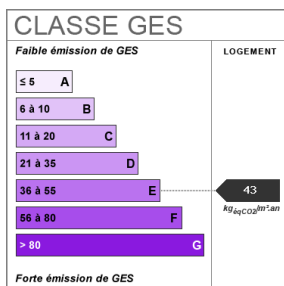 CLASSE GES
Faible émission de GES
LOGEMENT
≤ 5 A
6 à 10 B
11 à 20 C
21 à 35 D
36 à 55 E
43
kgéqCO2/m².an
56 à 80 F
> 80 G
Forte émission de GES